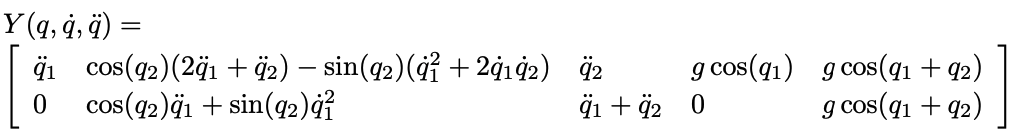 Y(q, q̇, q̈) =
[ q̈₁ cos(q₂)(2q̈₁ + q̈₂) − sin(q₂)(q̇₁² + 2q̇₁q̇₂) q̈₂ g cos(q₁) g cos(q₁ + q₂)
0 cos(q₂)q̈₁ + sin(q₂)q̇₁² q̈₁ + q̈₂ 0 g cos(q₁ + q₂) ]